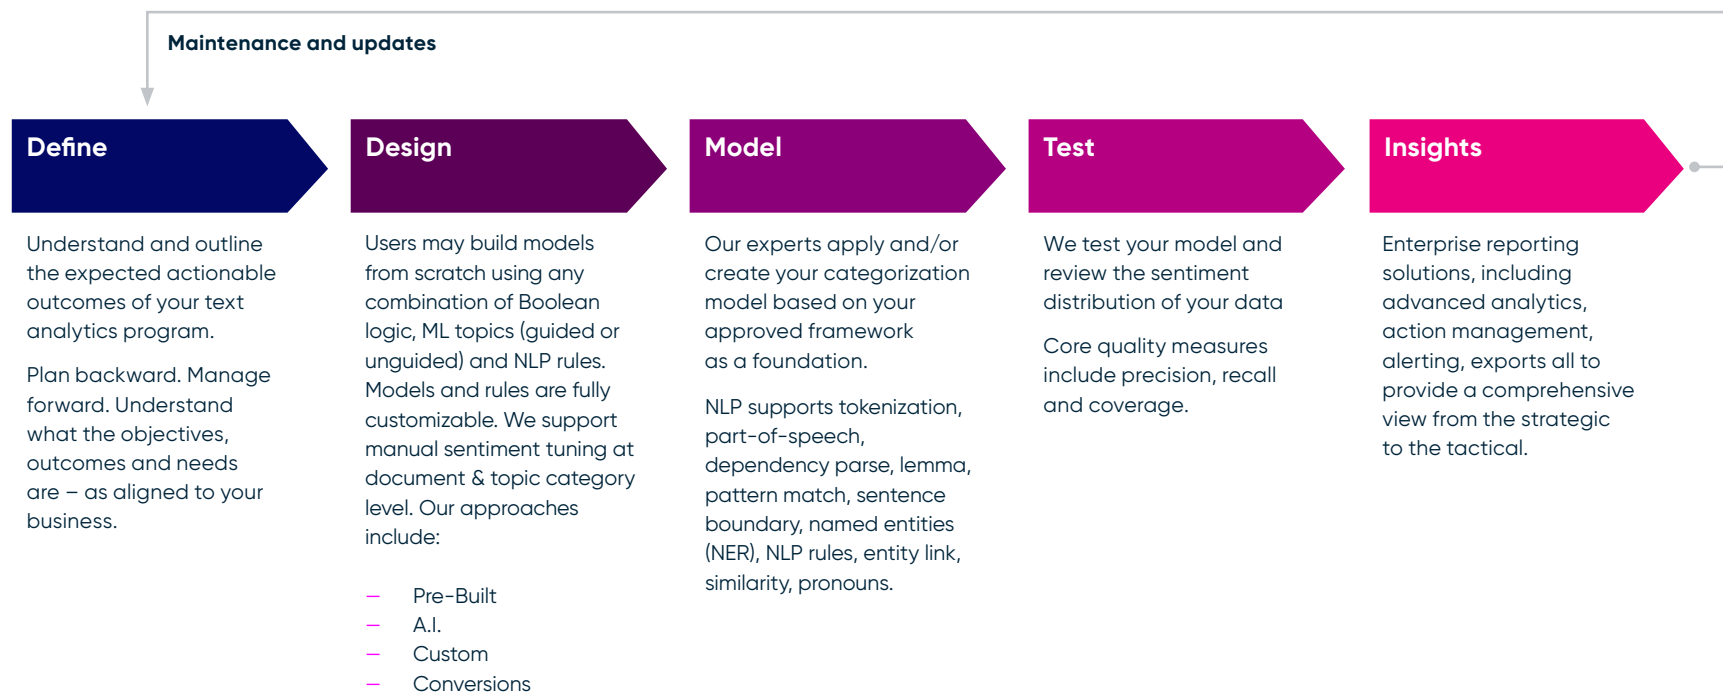 Maintenance and updates
Define
Understand and outline
the expected actionable
outcomes of your text
analytics program.
Plan backward. Manage
forward. Understand
what the objectives,
outcomes and needs
are – as aligned to your
business.
Design
Users may build models
from scratch using any
combination of Boolean
logic, ML topics (guided or
unguided) and NLP rules.
Models and rules are fully
customizable. We support
manual sentiment tuning at
document & topic category
level. Our approaches
include:
— Pre-Built
— A.I.
— Custom
— Conversions
Model
Our experts apply and/or
create your categorization
model based on your
approved framework
as a foundation.
NLP supports tokenization,
part-of-speech,
dependency parse, lemma,
pattern match, sentence
boundary, named entities
(NER), NLP rules, entity link,
similarity, pronouns.
Test
We test your model and
review the sentiment
distribution of your data
Core quality measures
include precision, recall
and coverage.
Insights
Enterprise reporting
solutions, including
advanced analytics,
action management,
alerting, exports all to
provide a comprehensive
view from the strategic
to the tactical.